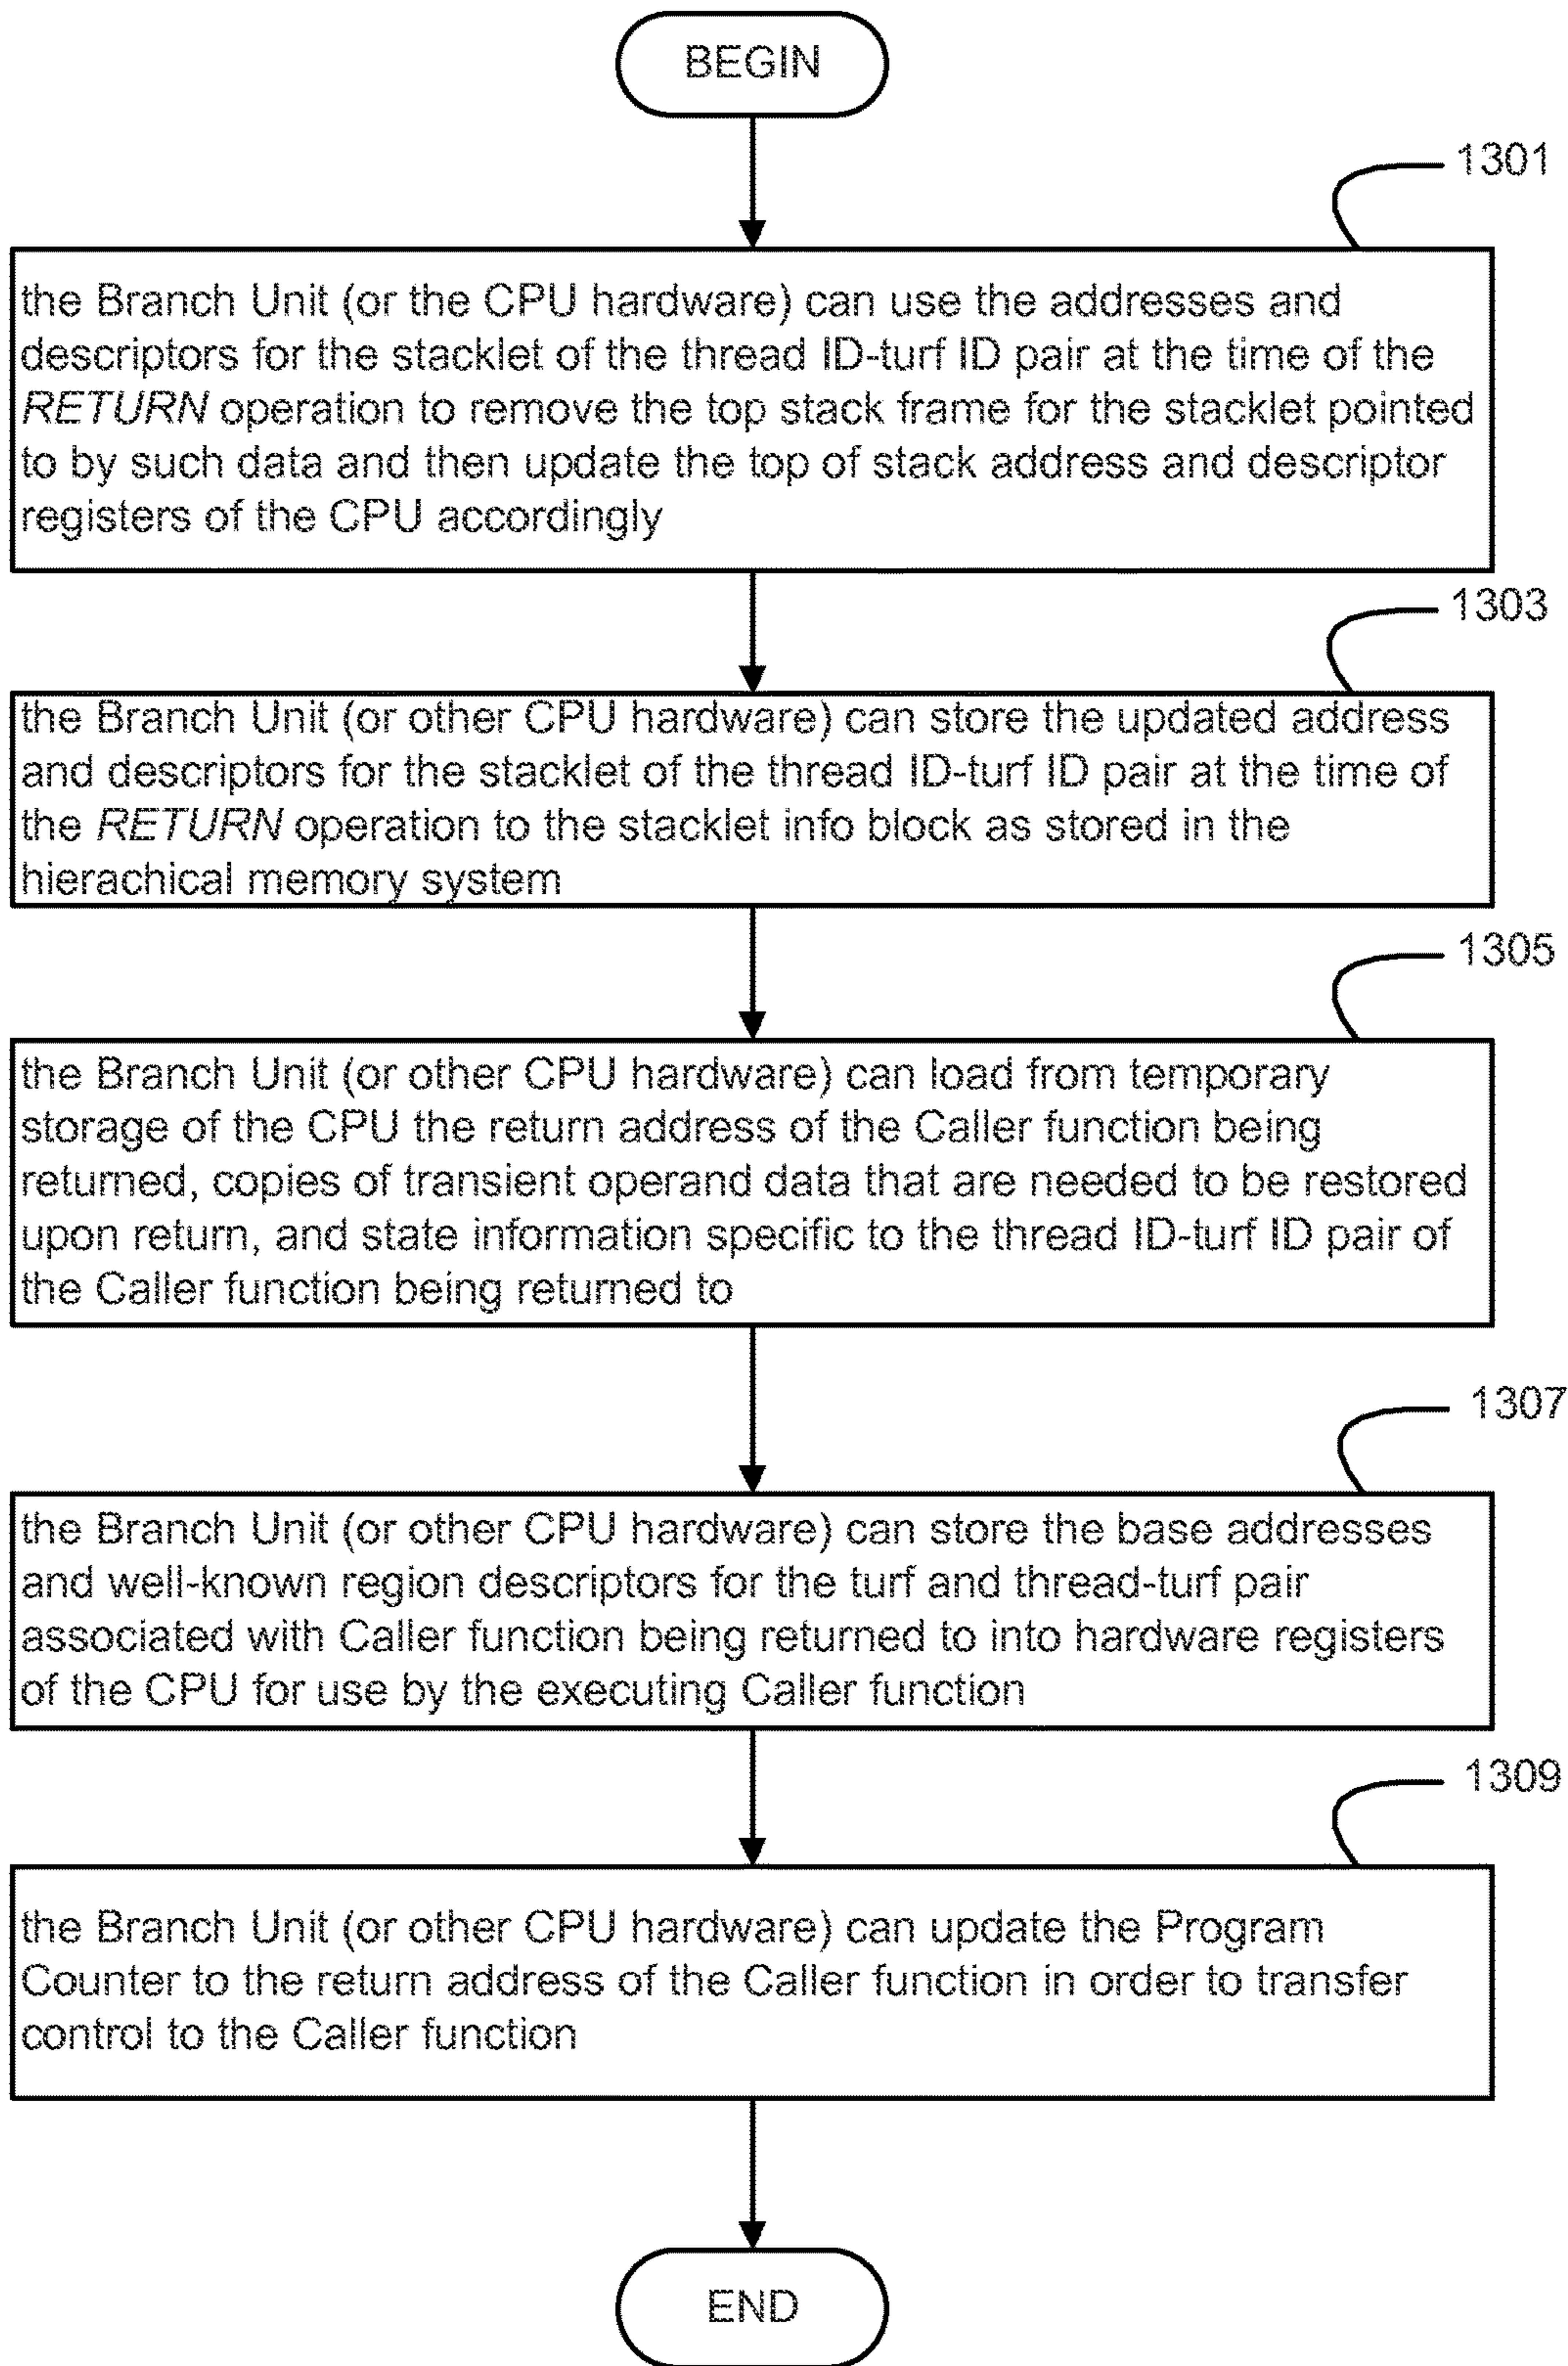 BEGIN
1301
the Branch Unit (or the CPU hardware) can use the addresses and
descriptors for the stacklet of the thread ID-turf ID pair at the time of the
RETURN operation to remove the top stack frame for the stacklet pointed
to by such data and then update the top of stack address and descriptor
registers of the CPU accordingly
1303
the Branch Unit (or other CPU hardware) can store the updated address
and descriptors for the stacklet of the thread ID-turf ID pair at the time of
the RETURN operation to the stacklet info block as stored in the
hierachical memory system
1305
the Branch Unit (or other CPU hardware) can load from temporary
storage of the CPU the return address of the Caller function being
returned, copies of transient operand data that are needed to be restored
upon return, and state information specific to the thread ID-turf ID pair of
the Caller function being returned to
1307
the Branch Unit (or other CPU hardware) can store the base addresses
and well-known region descriptors for the turf and thread-turf pair
associated with Caller function being returned to into hardware registers
of the CPU for use by the executing Caller function
1309
the Branch Unit (or other CPU hardware) can update the Program
Counter to the return address of the Caller function in order to transfer
control to the Caller function
END